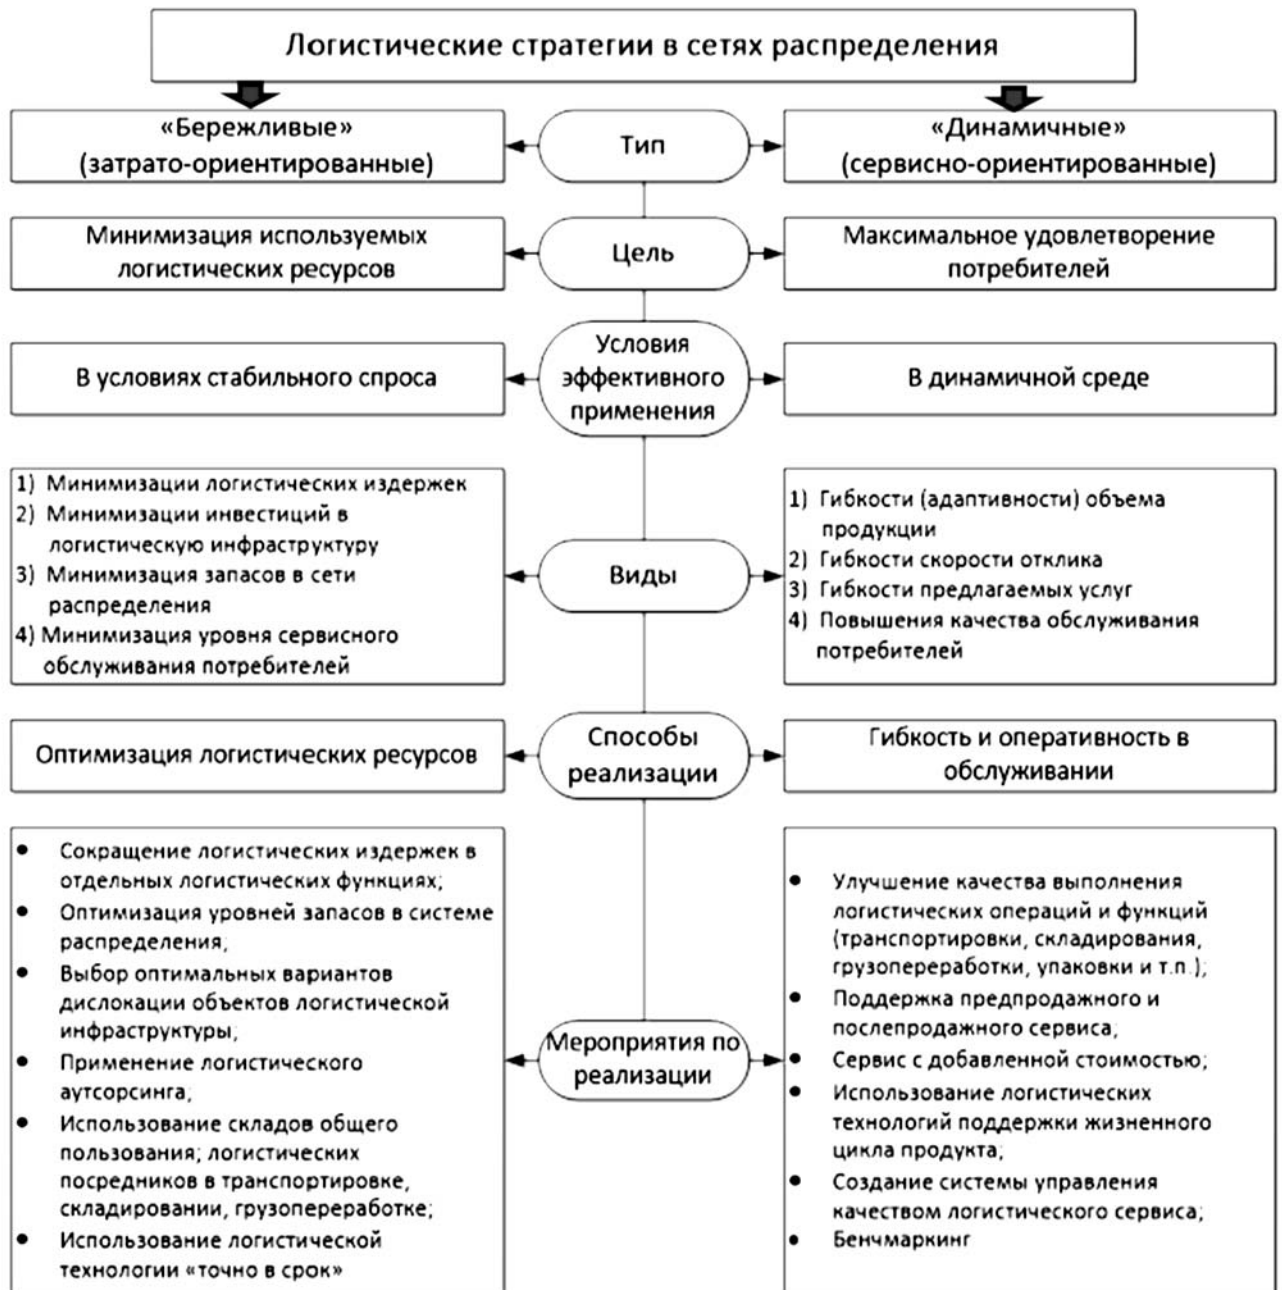 Логистические стратегии в сетях распределения
«Бережливые»
(затрато-ориентированные)
Тип
«Динамичные»
(сервисно-ориентированные)
Минимизация используемых
логистических ресурсов
Цель
Максимальное удовлетворение
потребителей
В условиях стабильного спроса
Условия
эффективного
применения
В динамичной среде
1) Минимизации логистических издержек
2) Минимизации инвестиций в
логистическую инфраструктуру
3) Минимизация запасов в сети
распределения
4) Минимизация уровня сервисного
обслуживания потребителей
Виды
1) Гибкости (адаптивности) объема
продукции
2) Гибкости скорости отклика
3) Гибкости предлагаемых услуг
4) Повышения качества обслуживания
потребителей
Оптимизация логистических ресурсов
Способы
реализации
Гибкость и оперативность в
обслуживании
• Сокращение логистических издержек в
отдельных логистических функциях;
• Оптимизация уровней запасов в системе
распределения;
• Выбор оптимальных вариантов
дислокации объектов логистической
инфраструктуры;
• Применение логистического
аутсорсинга;
• Использование складов общего
пользования; логистических
посредников в транспортировке,
складировании, грузопереработке;
• Использование логистической
технологии «точно в срок»
Мероприятия по
реализации
• Улучшение качества выполнения
логистических операций и функций
(транспортировки, складирования,
грузопереработки, упаковки и т.п.);
• Поддержка предпродажного и
послепродажного сервиса;
• Сервис с добавленной стоимостью;
• Использование логистических
технологий поддержки жизненного
цикла продукта;
• Создание системы управления
качеством логистического сервиса;
• Бенчмаркинг